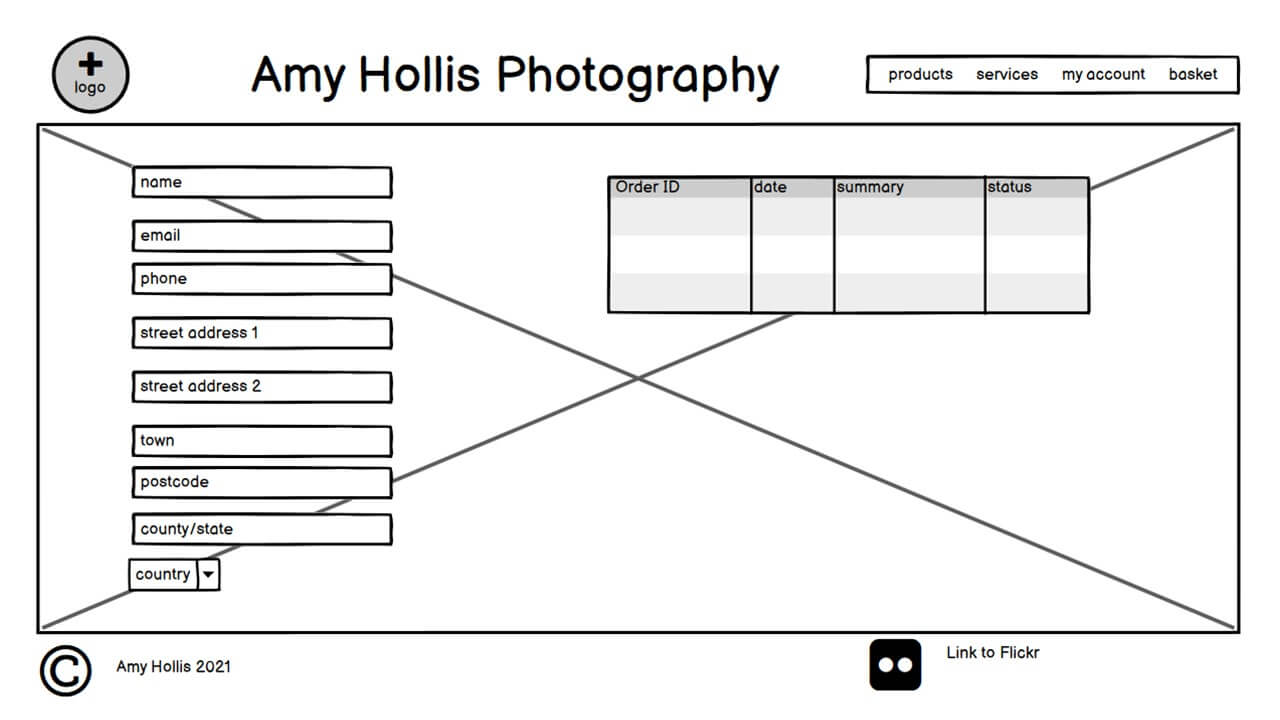 logo
Amy Hollis Photography
products services my account basket
name
email
phone
street address 1
street address 2
town
postcode
county/state
country
Order ID date summary status
© Amy Hollis 2021
Link to Flickr